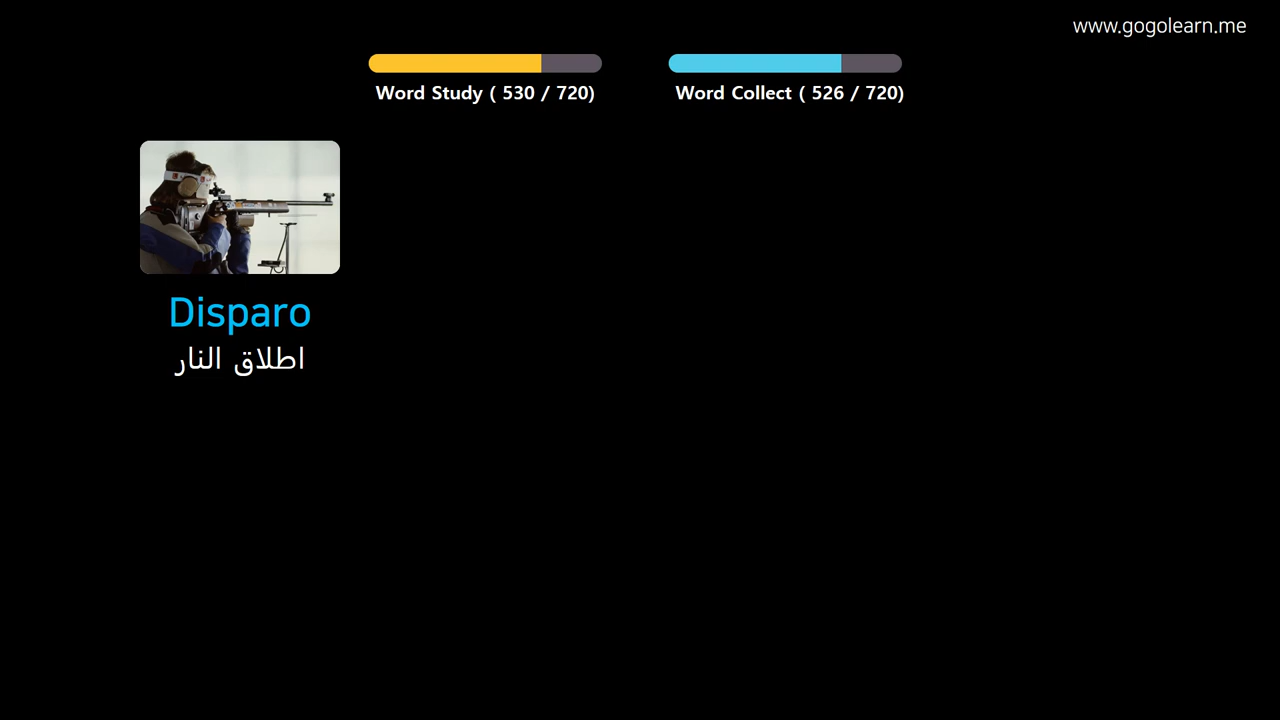 www.gogolearn.me
Word Study ( 530 / 720)
Word Collect ( 526 / 720)
Disparo
اطلاق النار